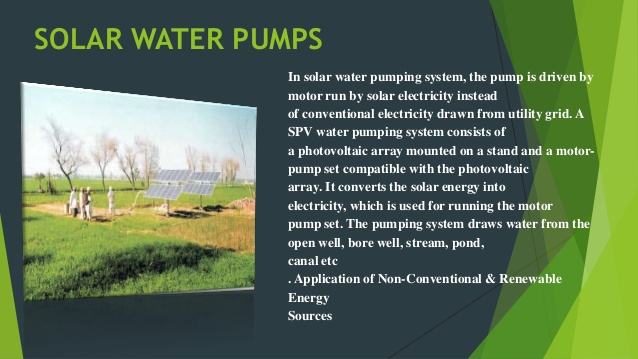 SOLAR WATER PUMPS
In solar water pumping system, the pump is driven by
motor run by solar electricity instead
of conventional electricity drawn from utility grid. A
SPV water pumping system consists of
a photovoltaic array mounted on a stand and a motor-
pump set compatible with the photovoltaic
array. It converts the solar energy into
electricity, which is used for running the motor
pump set. The pumping system draws water from the
open well, bore well, stream, pond,
canal etc
. Application of Non-Conventional & Renewable
Energy
Sources